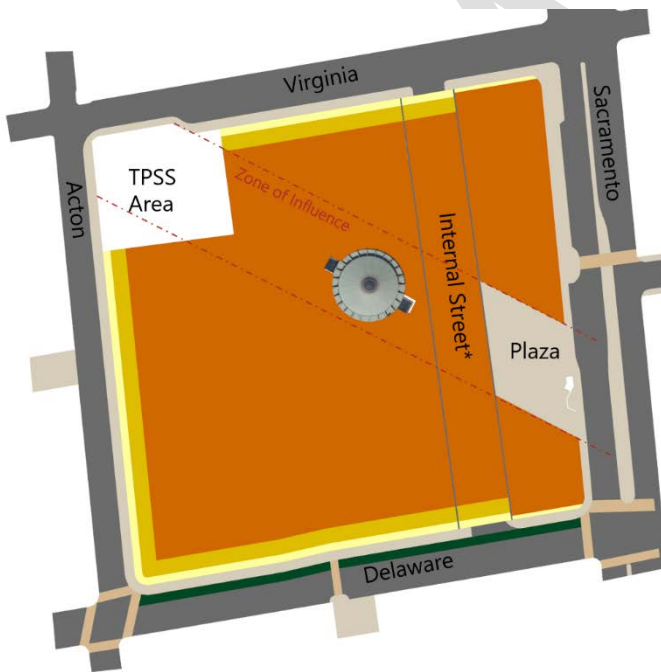 Virginia
Sacramento
TPSS
Area
Acton
Zone of Influence
Internal Street*
Plaza
Delaware